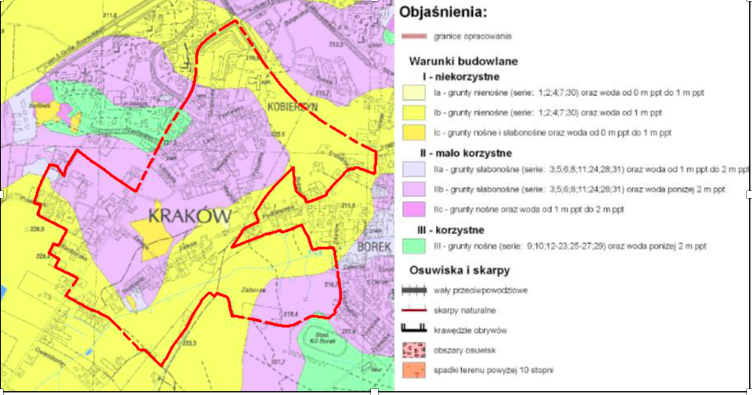 Objaśnienia:
granice opracowania
Warunki budowlane
I - niekorzystne
Ia - grunty nienośne (serie: 1;2;4;7;30) oraz woda od 0 m ppt do 1 m ppt
Ib - grunty nienośne (serie: 1;2;4;7;30) oraz woda od 1 m ppt
Ic - grunty nośne i słabonośne oraz woda od 0 m ppt do 1 m ppt
II - mało korzystne
IIa - grunty słabonośne (serie: 3;5;6,8;11;24;28;31) oraz woda od 1 m ppt do 2 m ppt
IIb - grunty słabonośne (serie: 3;5;6,8;11;24;28;31) oraz woda poniżej 2 m ppt
IIc - grunty nośne oraz woda od 1 m ppt do 2 m ppt
III - korzystne
III - grunty nośne (serie: 9;10;12-23;25-27;29) oraz woda poniżej 2 m ppt
Osuwiska i skarpy
wały przeciwpowodziowe
skarpy naturalne
krawędzie obrywów
obszary osuwisk
spadki terenu powyżej 10 stopni
KOBIERZYN
KRAKÓW
BOREK
Zaborze